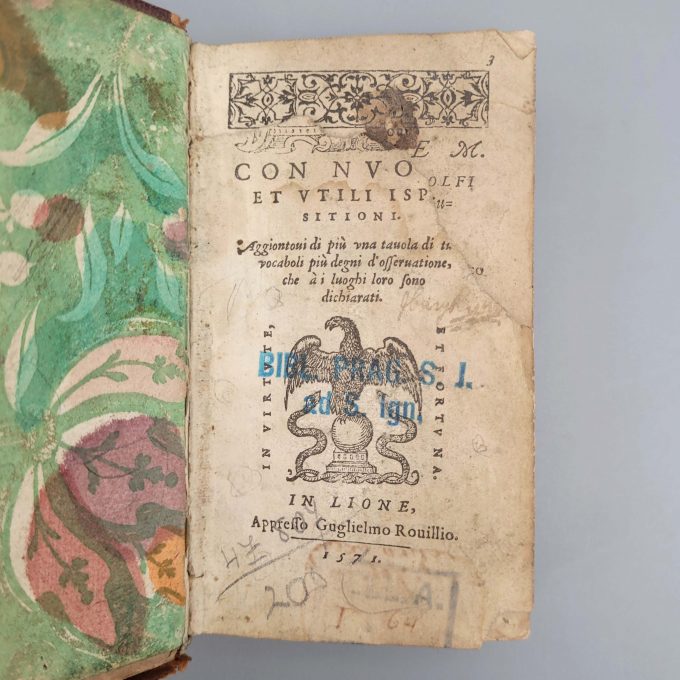 3
E M.
CON NVO
OLFI
ET VTILI ISP
SITIONI.
Aggiontoui di più vna tauola di tu
vocaboli più degni d'osseruatione,
che à i luoghi loro sono
dichiarati.
IN VIRTVTE,
ET FORTVNA.
BIBL. PRAG. S. J.
ad S. Ign.
IN LIONE,
Appresso Guglielmo Rouillio.
1571.
200